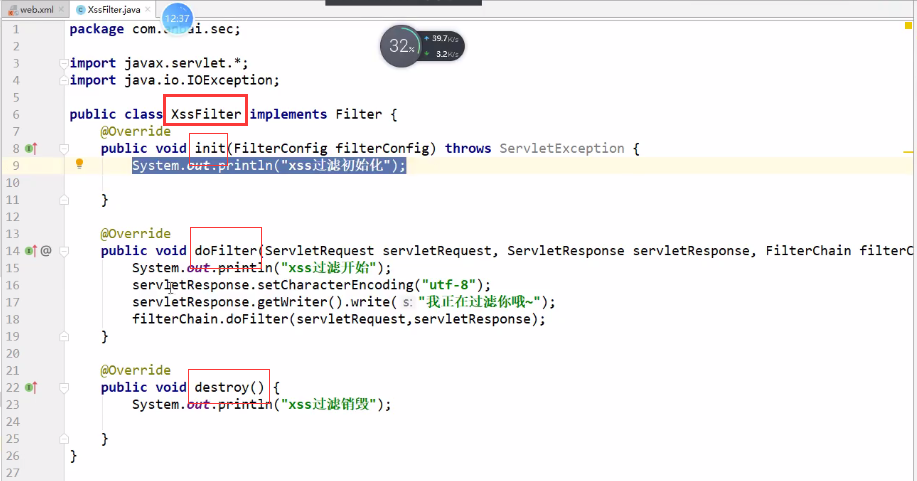 web.xml XssFilter.java
12:37
32% 39.7K/s
3.2K/s
1 package com.anbai.sec;
2
3 import javax.servlet.*;
4 import java.io.IOException;
5
6 public class XssFilter implements Filter {
7 @Override
8 public void init(FilterConfig filterConfig) throws ServletException {
9 System.out.println("xss过滤初始化");
10
11 }
12
13 @Override
14 public void doFilter(ServletRequest servletRequest, ServletResponse servletResponse, FilterChain filterC
15 System.out.println("xss过滤开始");
16 servletResponse.setCharacterEncoding("utf-8");
17 servletResponse.getWriter().write( s: "我正在过滤你哦~");
18 filterChain.doFilter(servletRequest,servletResponse);
19 }
20
21 @Override
22 public void destroy() {
23 System.out.println("xss过滤销毁");
24
25 }
26 }
27